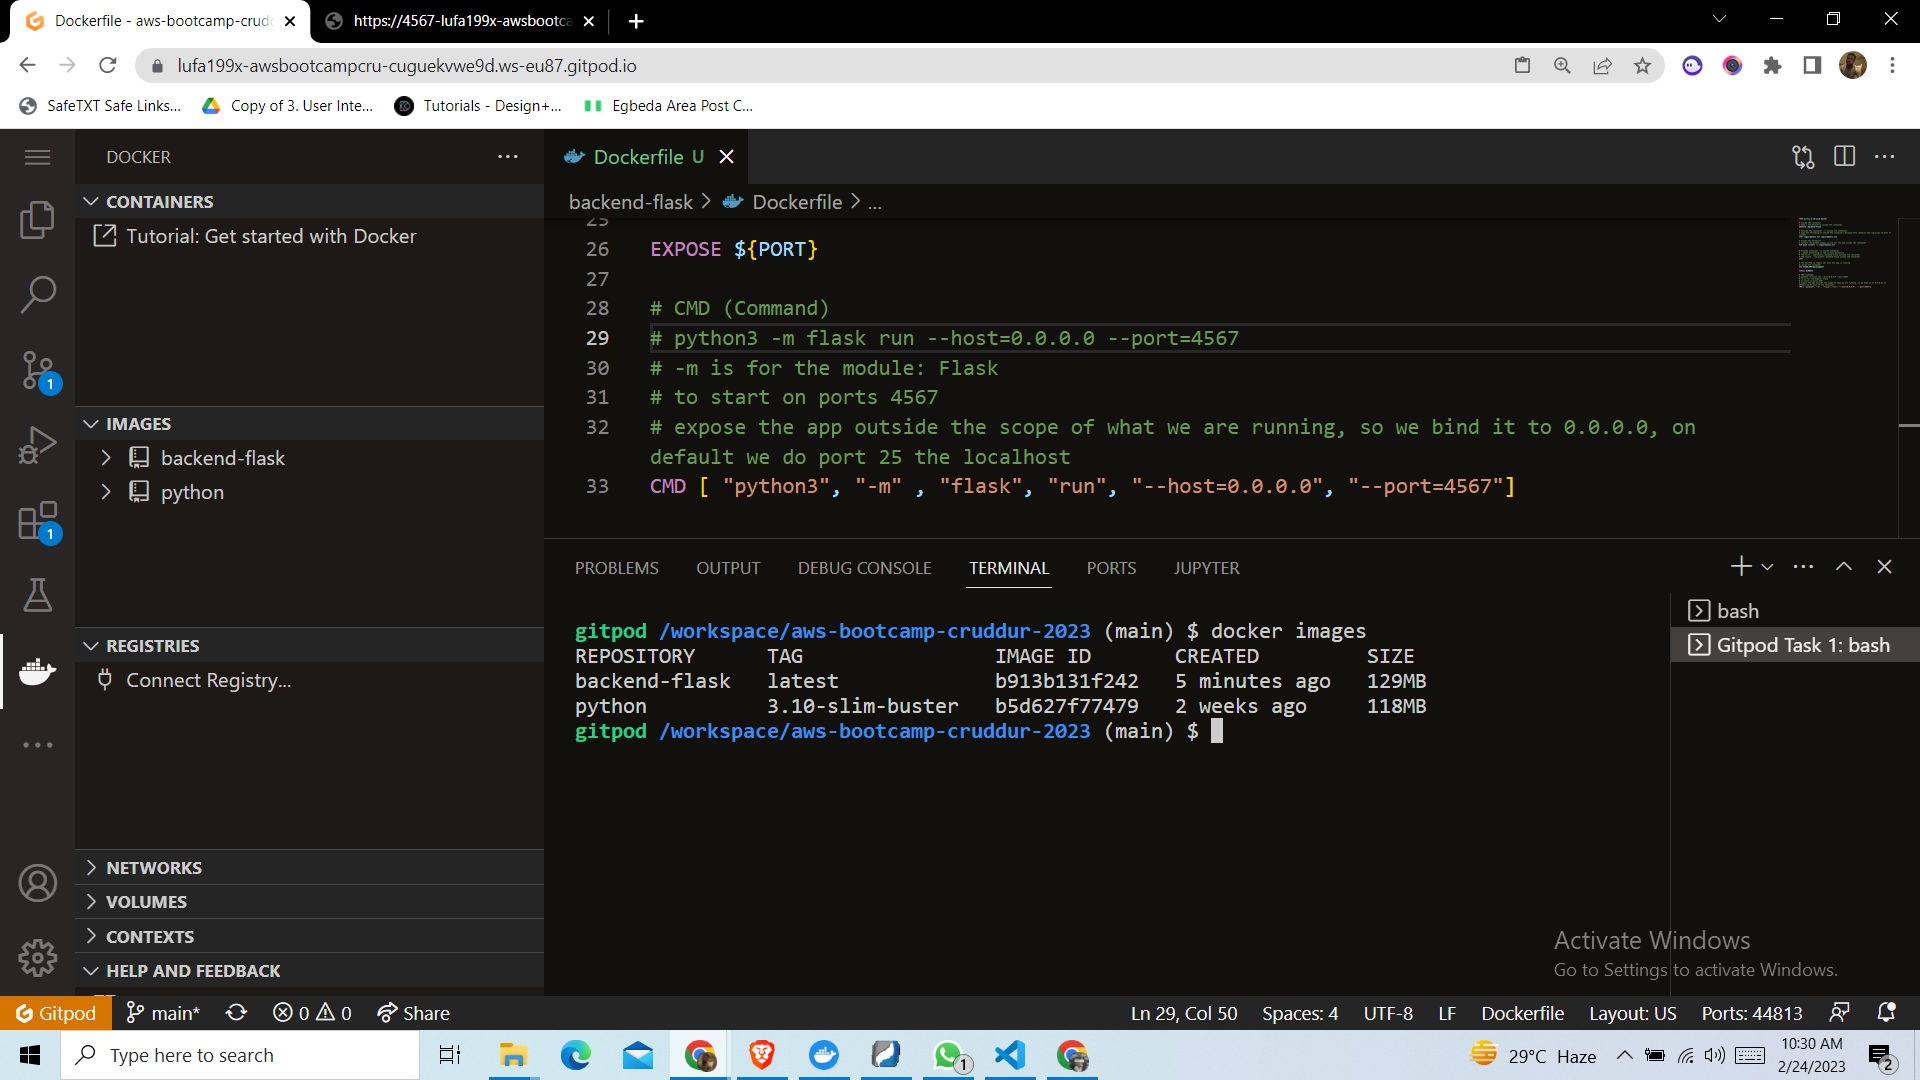 Dockerfile - aws-bootcamp-crudd
https://4567-lufa199x-awsbootca
lufa199x-awsbootcampcru-cuguekvwe9d.ws-eu87.gitpod.io
SafeTXT Safe Links...
Copy of 3. User Inte...
Tutorials - Design+...
Egbeda Area Post C...
DOCKER
CONTAINERS
Tutorial: Get started with Docker
IMAGES
backend-flask
python
REGISTRIES
Connect Registry...
NETWORKS
VOLUMES
CONTEXTS
HELP AND FEEDBACK
1
1
Dockerfile U
backend-flask > Dockerfile > ...
25
26 EXPOSE ${PORT}
27
28 # CMD (Command)
29 # python3 -m flask run --host=0.0.0.0 --port=4567
30 # -m is for the module: Flask
31 # to start on ports 4567
32 # expose the app outside the scope of what we are running, so we bind it to 0.0.0.0, on
default we do port 25 the localhost
33 CMD [ "python3", "-m" , "flask", "run", "--host=0.0.0.0", "--port=4567"]
PROBLEMS OUTPUT DEBUG CONSOLE TERMINAL PORTS JUPYTER
gitpod /workspace/aws-bootcamp-cruddur-2023 (main) $ docker images
REPOSITORY TAG IMAGE ID CREATED SIZE
backend-flask latest b913b131f242 5 minutes ago 129MB
python 3.10-slim-buster b5d627f77479 2 weeks ago 118MB
gitpod /workspace/aws-bootcamp-cruddur-2023 (main) $
bash
Gitpod Task 1: bash
Activate Windows
Go to Settings to activate Windows.
Gitpod main* 0 0 Share
Ln 29, Col 50 Spaces: 4 UTF-8 LF Dockerfile Layout: US Ports: 44813
Type here to search
1
29°C Haze
10:30 AM
2/24/2023
2